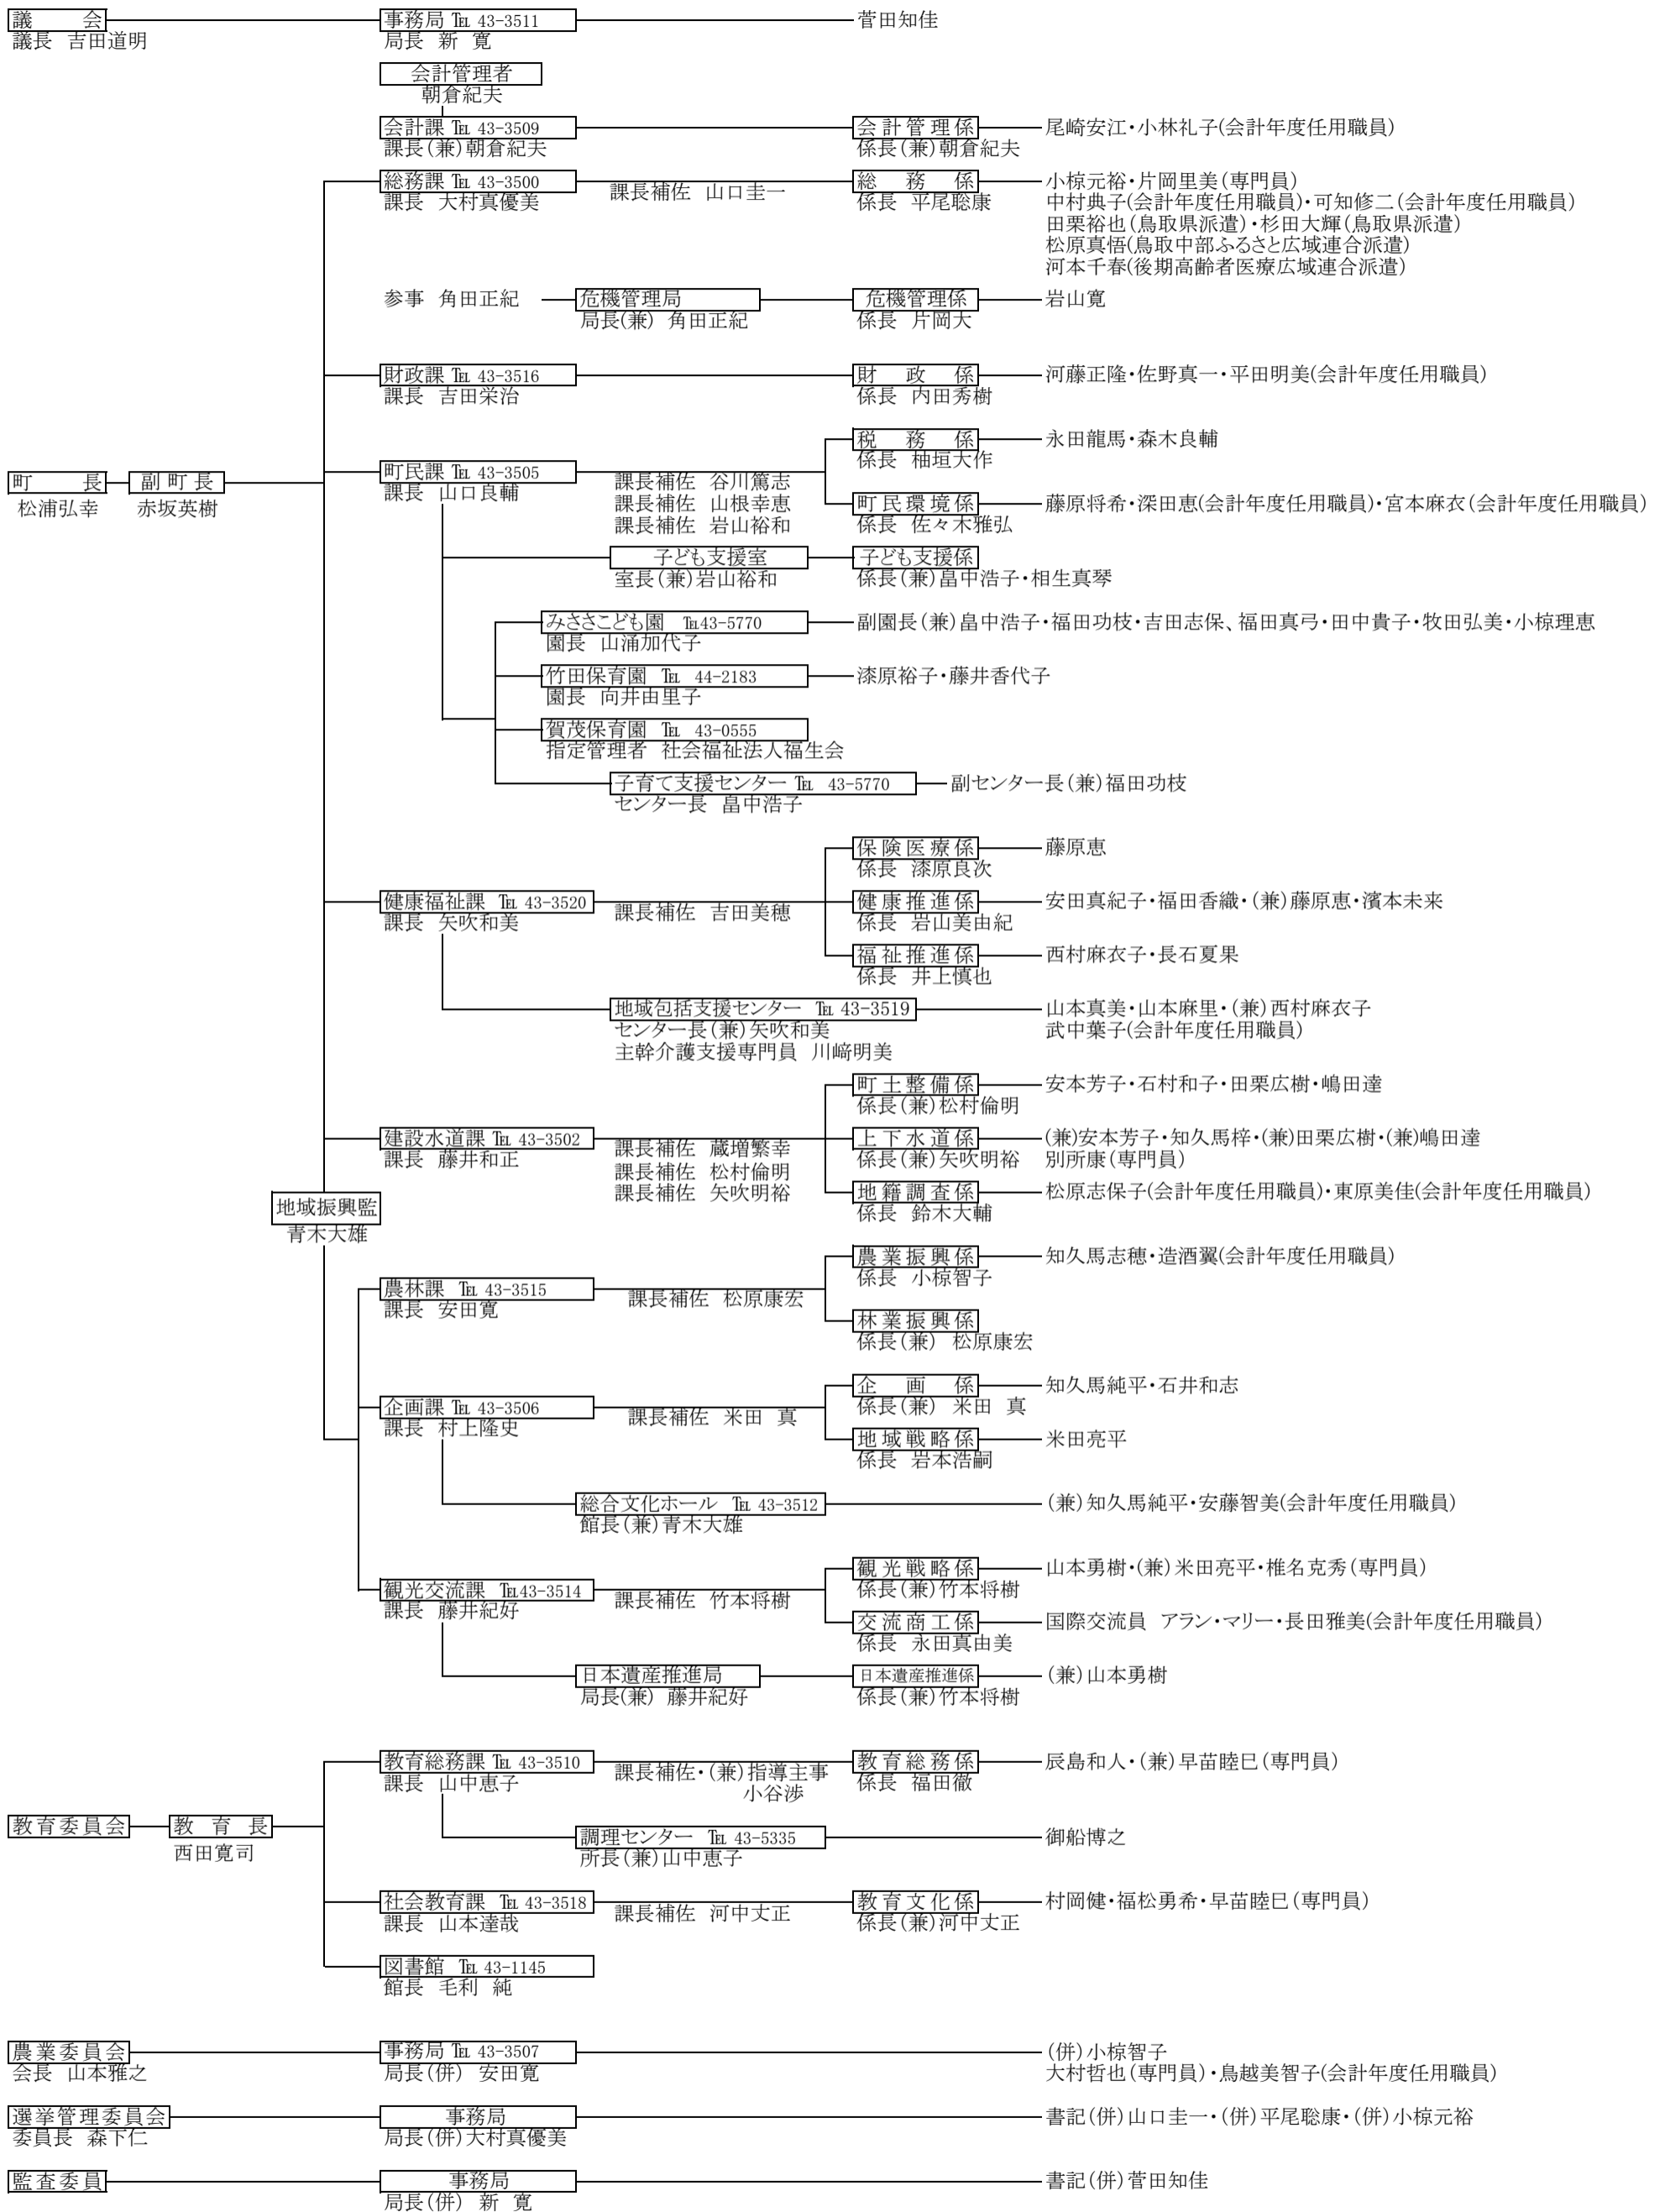 議 会 事務局 ℡ 43-3511 菅田知佳
議長 吉田道明 局長 新 寛
会計管理者
朝倉紀夫
会計課 ℡ 43-3509 会計管理係 尾崎安江・小林礼子(会計年度任用職員)
課長(兼)朝倉紀夫 係長(兼)朝倉紀夫
総務課 ℡ 43-3500 課長補佐 山口圭一 総 務 係 小椋元裕・片岡里美(専門員)
課長 大村真優美 係長 平尾聡康 中村典子(会計年度任用職員)・可知修二(会計年度任用職員)
田栗裕也(鳥取県派遣)・杉田大輝(鳥取県派遣)
松原真悟(鳥取中部ふるさと広域連合派遣)
河本千春(後期高齢者医療広域連合派遣)
参事 角田正紀 危機管理局 危機管理係 岩山寛
局長(兼) 角田正紀 係長 片岡大
財政課 ℡ 43-3516 財 政 係 河藤正隆・佐野真一・平田明美(会計年度任用職員)
課長 吉田栄治 係長 内田秀樹
税 務 係 永田龍馬・森木良輔
係長 柚垣大作
町 長 副町長 町民課 ℡ 43-3505 課長補佐 谷川篤志
松浦弘幸 赤坂英樹 課長 山口良輔 課長補佐 山根幸恵 町民環境係 藤原将希・深田恵(会計年度任用職員)・宮本麻衣(会計年度任用職員)
課長補佐 岩山裕和 係長 佐々木雅弘
子ども支援室 子ども支援係
室長(兼)岩山裕和 係長(兼)畠中浩子・相生真琴
みささこども園 ℡43-5770 副園長(兼)畠中浩子・福田功枝・吉田志保、福田真弓・田中貴子・牧田弘美・小椋理恵
園長 山涌加代子
竹田保育園 ℡ 44-2183 漆原裕子・藤井香代子
園長 向井由里子
賀茂保育園 ℡ 43-0555
指定管理者 社会福祉法人福生会
子育て支援センター ℡ 43-5770 副センター長(兼)福田功枝
センター長 畠中浩子
保険医療係 藤原恵
係長 漆原良次
健康福祉課 ℡ 43-3520 課長補佐 吉田美穂 健康推進係 安田真紀子・福田香織・(兼)藤原恵・濱本未来
課長 矢吹和美 係長 岩山美由紀
福祉推進係 西村麻衣子・長石夏果
係長 井上慎也
地域包括支援センター ℡ 43-3519 山本真美・山本麻里・(兼)西村麻衣子
センター長(兼)矢吹和美 武中葉子(会計年度任用職員)
主幹介護支援専門員 川﨑明美
町土整備係 安本芳子・石村和子・田栗広樹・嶋田達
係長(兼)松村倫明
建設水道課 ℡ 43-3502 課長補佐 蔵増繁幸 上下水道係 (兼)安本芳子・知久馬梓・(兼)田栗広樹・(兼)嶋田達
課長 藤井和正 課長補佐 松村倫明 係長(兼)矢吹明裕 別所康(専門員)
課長補佐 矢吹明裕 地籍調査係 松原志保子(会計年度任用職員)・東原美佳(会計年度任用職員)
地域振興監 係長 鈴木大輔
青木大雄
農業振興係 知久馬志穂・造酒翼(会計年度任用職員)
係長 小椋智子
農林課 ℡ 43-3515 課長補佐 松原康宏
課長 安田寛 林業振興係
係長(兼) 松原康宏
企 画 係 知久馬純平・石井和志
係長(兼) 米田 真
企画課 ℡ 43-3506 課長補佐 米田 真
課長 村上隆史 地域戦略係 米田亮平
係長 岩本浩嗣
総合文化ホール ℡ 43-3512 (兼)知久馬純平・安藤智美(会計年度任用職員)
館長(兼)青木大雄
観光戦略係 山本勇樹・(兼)米田亮平・椎名克秀(専門員)
係長(兼)竹本将樹
観光交流課 ℡43-3514 課長補佐 竹本将樹
課長 藤井紀好 交流商工係 国際交流員 アラン・マリー・長田雅美(会計年度任用職員)
係長 永田真由美
日本遺産推進局 日本遺産推進係 (兼)山本勇樹
局長(兼) 藤井紀好 係長(兼)竹本将樹
教育総務課 ℡ 43-3510 課長補佐・(兼)指導主事 教育総務係 辰島和人・(兼)早苗睦巳(専門員)
課長 山中恵子 小谷渉 係長 福田徹
教育委員会 教 育 長 調理センター ℡ 43-5335 御船博之
西田寛司 所長(兼)山中恵子
社会教育課 ℡ 43-3518 課長補佐 河中丈正 教育文化係 村岡健・福松勇希・早苗睦巳(専門員)
課長 山本達哉 係長(兼)河中丈正
図書館 ℡ 43-1145
館長 毛利 純
農業委員会 事務局 ℡ 43-3507 (併)小椋智子
会長 山本雅之 局長(併) 安田寛 大村哲也(専門員)・鳥越美智子(会計年度任用職員)
選挙管理委員会 事務局 書記(併)山口圭一・(併)平尾聡康・(併)小椋元裕
委員長 森下仁 局長(併)大村真優美
監査委員 事務局 書記(併)菅田知佳
局長(併) 新 寛